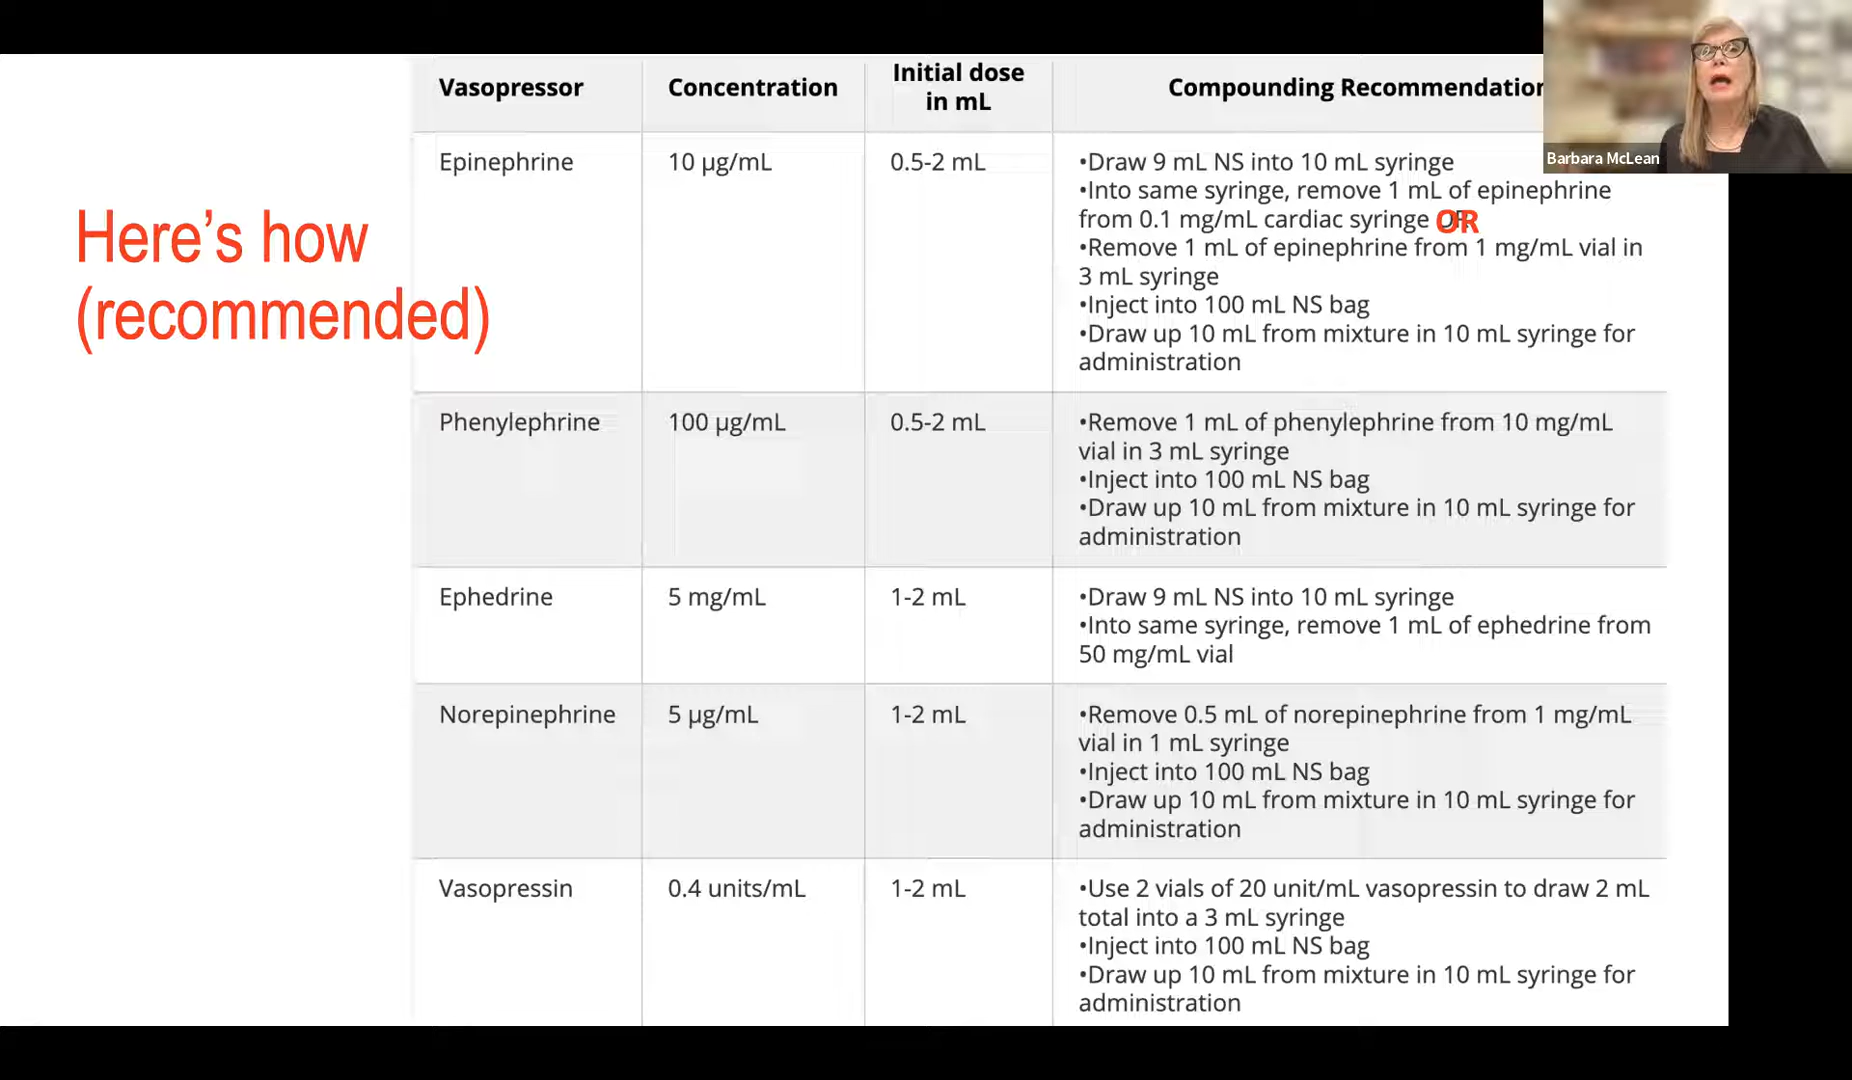 Here's how
(recommended)
Vasopressor
Concentration
Initial dose
in mL
Compounding Recommendation
Epinephrine
10 µg/mL
0.5-2 mL
•Draw 9 mL NS into 10 mL syringe
•Into same syringe, remove 1 mL of epinephrine
from 0.1 mg/mL cardiac syringe OR
•Remove 1 mL of epinephrine from 1 mg/mL vial in
3 mL syringe
•Inject into 100 mL NS bag
•Draw up 10 mL from mixture in 10 mL syringe for
administration
Phenylephrine
100 µg/mL
0.5-2 mL
•Remove 1 mL of phenylephrine from 10 mg/mL
vial in 3 mL syringe
•Inject into 100 mL NS bag
•Draw up 10 mL from mixture in 10 mL syringe for
administration
Ephedrine
5 mg/mL
1-2 mL
•Draw 9 mL NS into 10 mL syringe
•Into same syringe, remove 1 mL of ephedrine from
50 mg/mL vial
Norepinephrine
5 µg/mL
1-2 mL
•Remove 0.5 mL of norepinephrine from 1 mg/mL
vial in 1 mL syringe
•Inject into 100 mL NS bag
•Draw up 10 mL from mixture in 10 mL syringe for
administration
Vasopressin
0.4 units/mL
1-2 mL
•Use 2 vials of 20 unit/mL vasopressin to draw 2 mL
total into a 3 mL syringe
•Inject into 100 mL NS bag
•Draw up 10 mL from mixture in 10 mL syringe for
administration
Barbara McLean